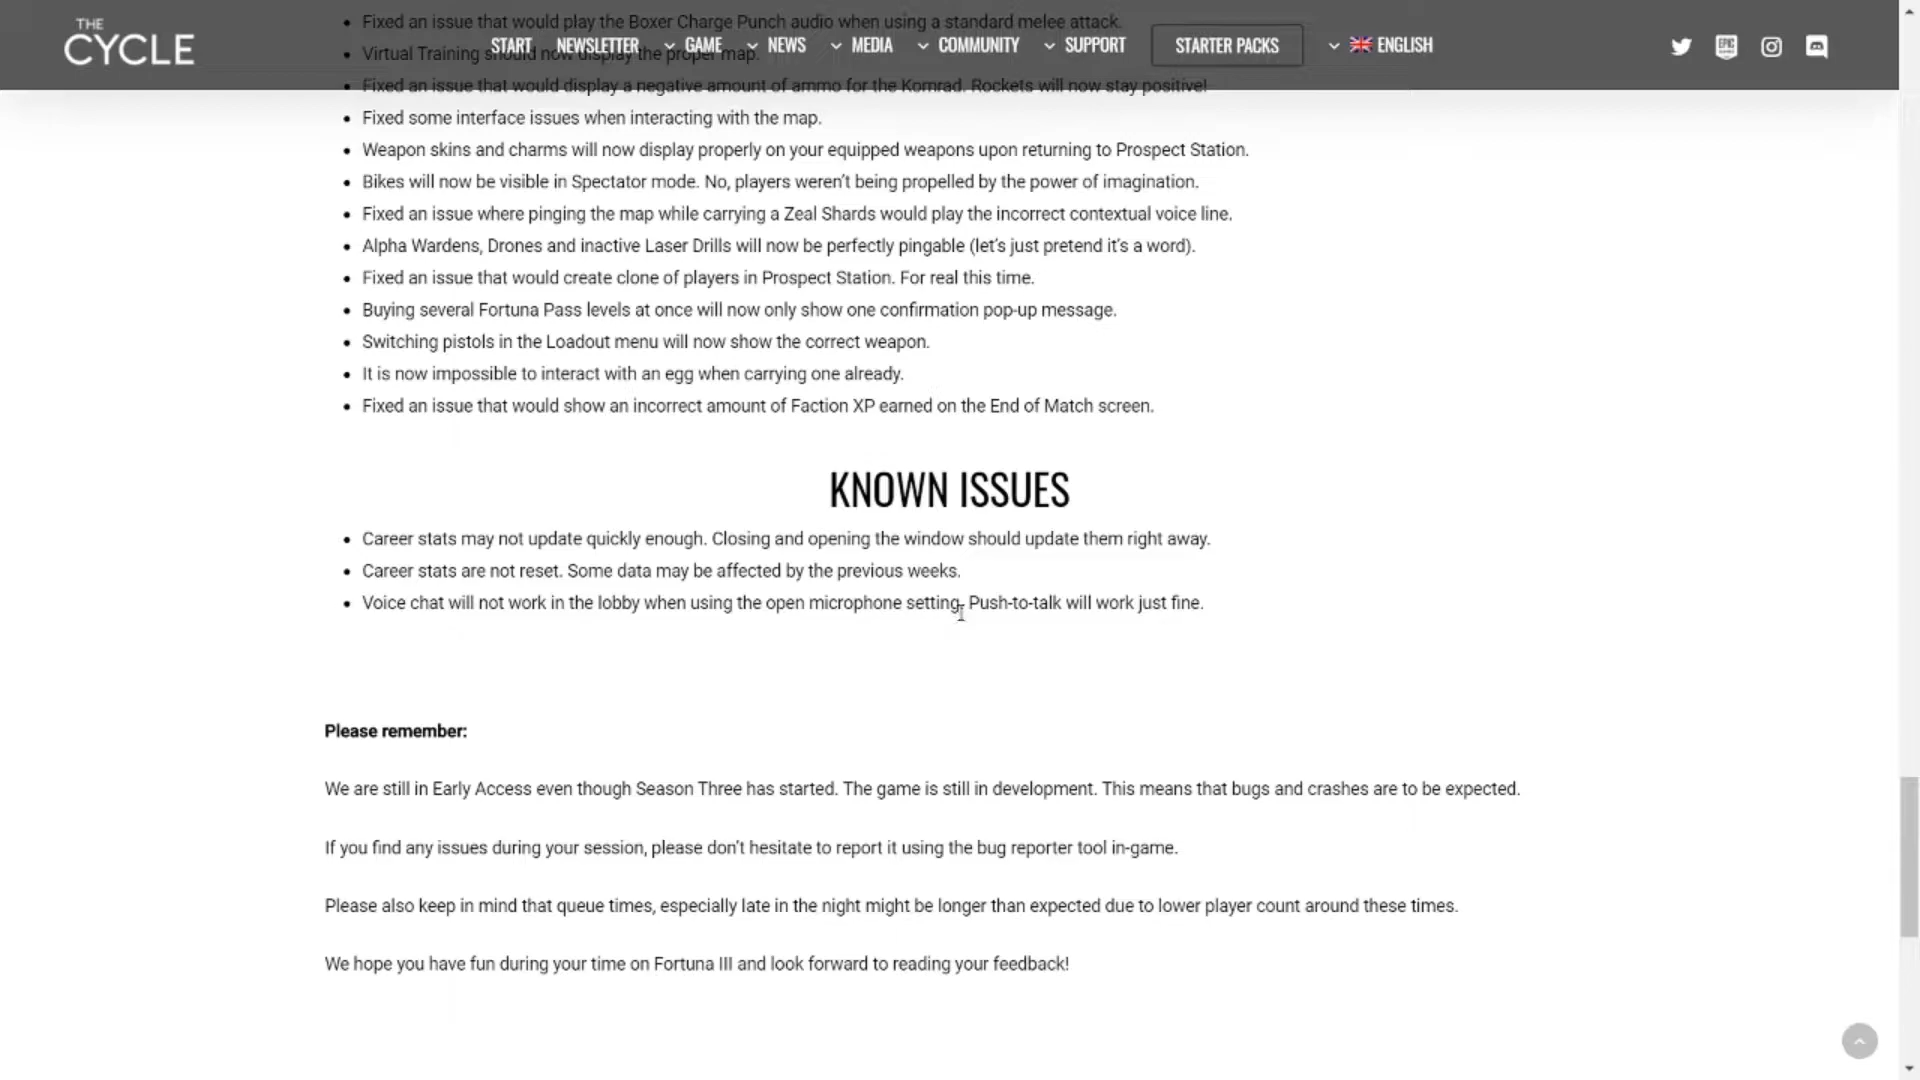 THE
CYCLE
START NEWSLETTER GAME NEWS MEDIA COMMUNITY SUPPORT STARTER PACKS ENGLISH
EPIC GAMES
Fixed an issue that would play the Boxer Charge Punch audio when using a standard melee attack.
Virtual Training should now display the proper map.
Fixed an issue that would display a negative amount of ammo for the Komrad. Rockets will now stay positive!
Fixed some interface issues when interacting with the map.
Weapon skins and charms will now display properly on your equipped weapons upon returning to Prospect Station.
Bikes will now be visible in Spectator mode. No, players weren’t being propelled by the power of imagination.
Fixed an issue where pinging the map while carrying a Zeal Shards would play the incorrect contextual voice line.
Alpha Wardens, Drones and inactive Laser Drills will now be perfectly pingable (let’s just pretend it’s a word).
Fixed an issue that would create clone of players in Prospect Station. For real this time.
Buying several Fortuna Pass levels at once will now only show one confirmation pop-up message.
Switching pistols in the Loadout menu will now show the correct weapon.
It is now impossible to interact with an egg when carrying one already.
Fixed an issue that would show an incorrect amount of Faction XP earned on the End of Match screen.
KNOWN ISSUES
Career stats may not update quickly enough. Closing and opening the window should update them right away.
Career stats are not reset. Some data may be affected by the previous weeks.
Voice chat will not work in the lobby when using the open microphone setting. Push-to-talk will work just fine.
Please remember:
We are still in Early Access even though Season Three has started. The game is still in development. This means that bugs and crashes are to be expected.
If you find any issues during your session, please don’t hesitate to report it using the bug reporter tool in-game.
Please also keep in mind that queue times, especially late in the night might be longer than expected due to lower player count around these times.
We hope you have fun during your time on Fortuna III and look forward to reading your feedback!